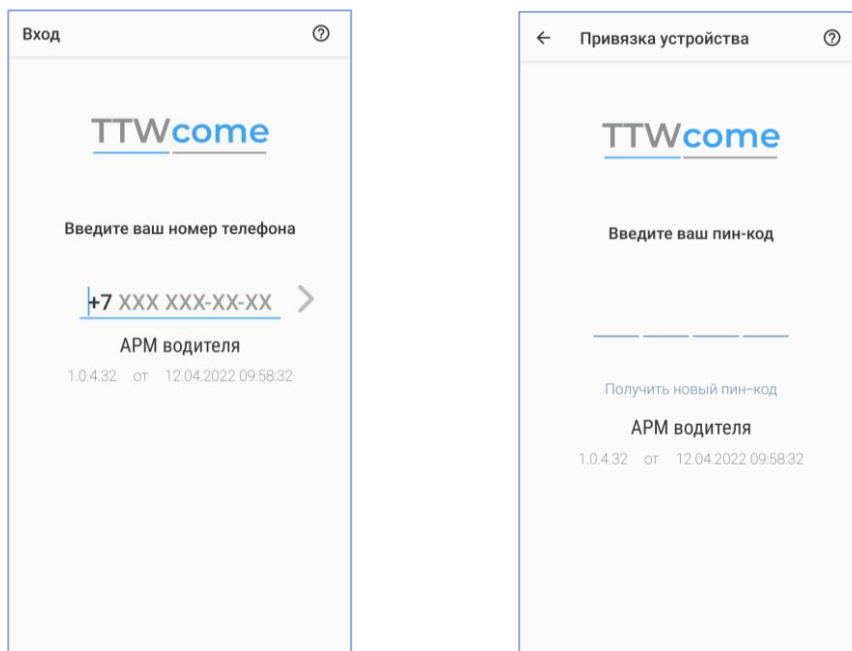 Вход
TTWcome
Введите ваш номер телефона
+7 XXX XXX-XX-XX
АРМ водителя
1.0.4.32 от 12.04.2022 09:58:32
Привязка устройства
TTWcome
Введите ваш пин-код
Получить новый пин-код
АРМ водителя
1.0.4.32 от 12.04.2022 09:58:32